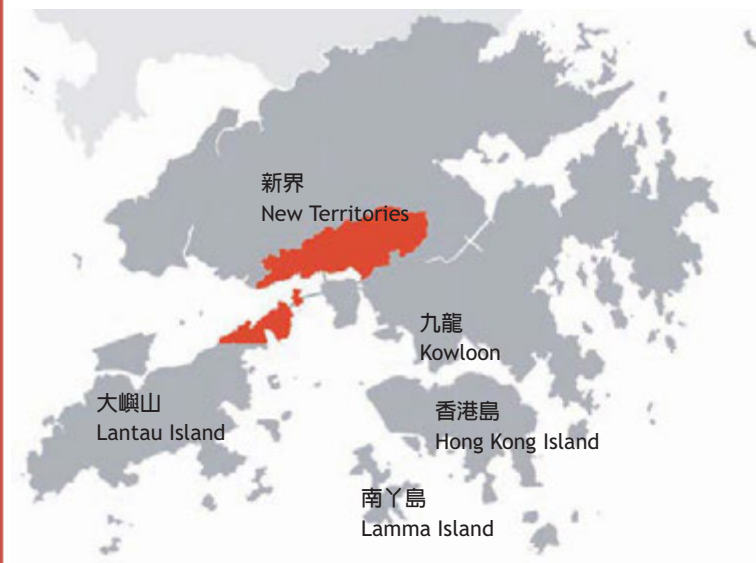 新界
New Territories
九龍
Kowloon
大嶼山
Lantau Island
香港島
Hong Kong Island
南丫島
Lamma Island